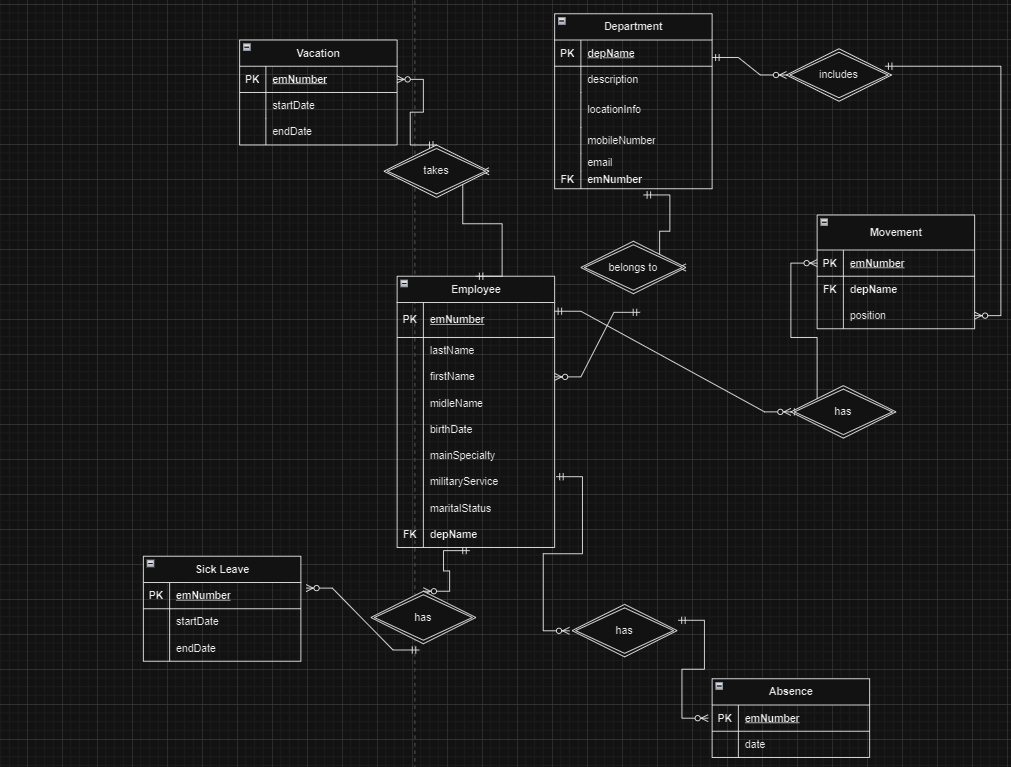 Department
PK depName
description
locationInfo
mobileNumber
email
FK emNumber
Vacation
PK emNumber
startDate
endDate
includes
takes
belongs to
Movement
PK emNumber
FK depName
position
Employee
PK emNumber
lastName
firstName
midleName
birthDate
mainSpecialty
militaryService
maritalStatus
FK depName
has
Sick Leave
PK emNumber
startDate
endDate
has
has
Absence
PK emNumber
date